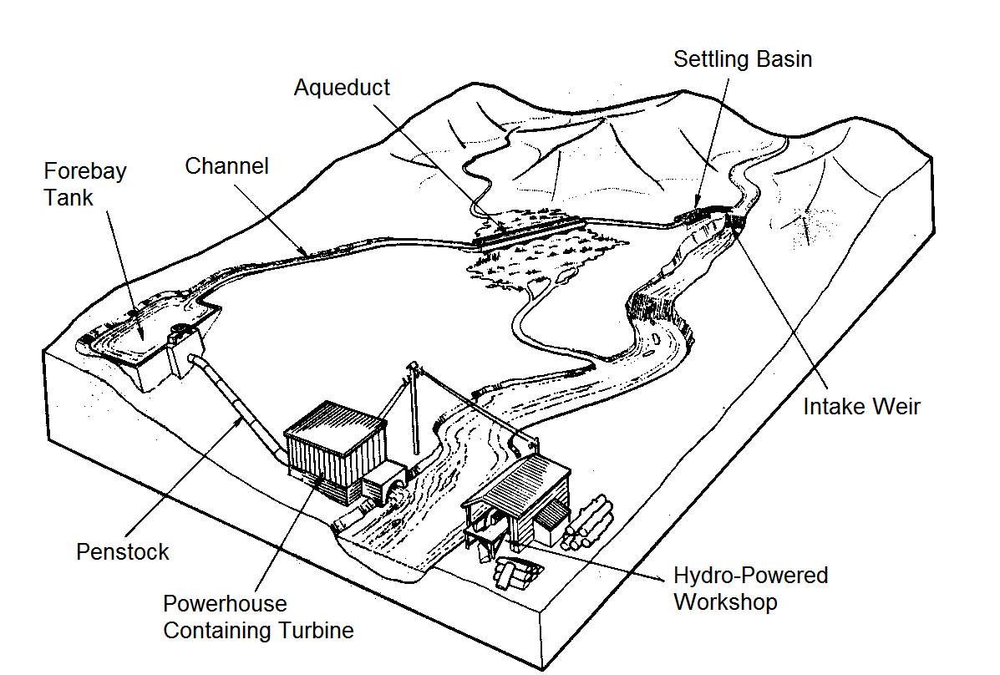 Settling Basin
Aqueduct
Channel
Forebay
Tank
Intake Weir
Penstock
Hydro-Powered
Workshop
Powerhouse
Containing Turbine